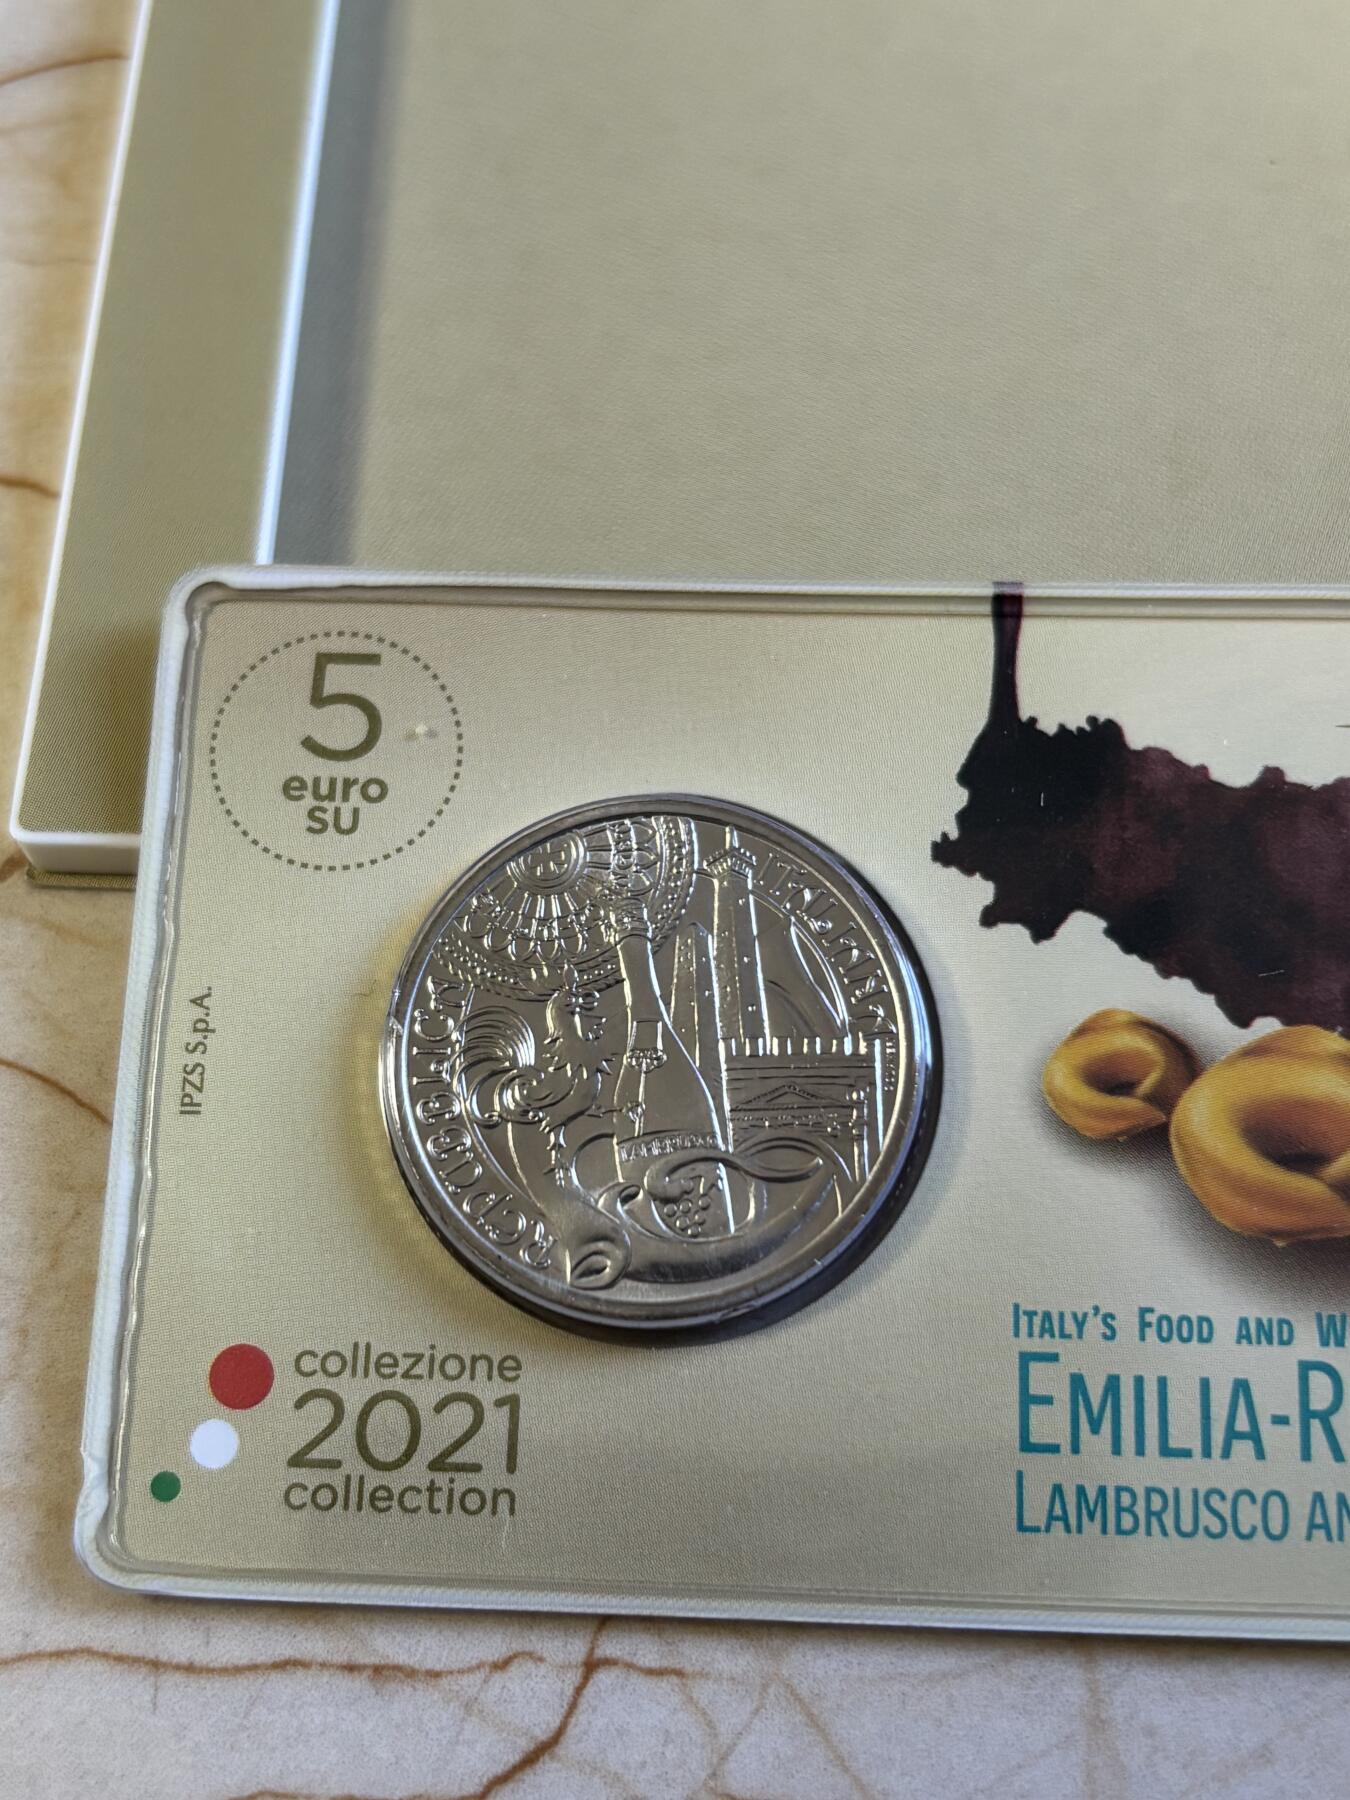 5
euro
SU
IPZS S.p.A.
REPUBBLICA
ITALIANA
LAMBRUSCO
collezione
2021
collection
ITALY'S FOOD AND W
EMILIA-R
LAMBRUSCO AN